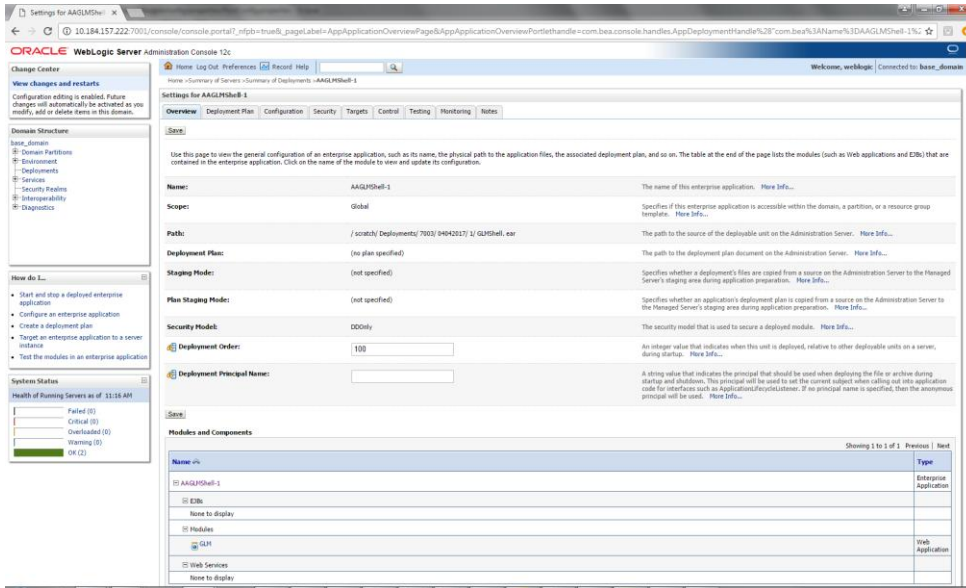 Settings for AAGLMShell-
10.184.157.222:7001/console/console.portal?_nfpb=true&_pageLabel=AppApplicationOverviewPage&AppApplicationOverviewPortlethandle=com.bea.console.handles.AppDeploymentHandle%28"com.bea%3AName%3DAAGLMShell-1%2
ORACLE WebLogic Server Administration Console 12c
Change Center
View changes and restarts
Configuration editing is enabled. Future
changes will automatically be activated as you
modify, add or delete items in this domain.
Domain Structure
base_domain
Domain Partitions
Environment
Deployments
Services
Security Realms
Interoperability
Diagnostics
How do I...
Start and stop a deployed enterprise
application
Configure an enterprise application
Create a deployment plan
Target an enterprise application to a server
instance
Test the modules in an enterprise application
System Status
Health of Running Servers as of 11:16 AM
Failed (0)
Critical (0)
Overloaded (0)
Warning (0)
OK (2)
Home Log Out Preferences Record Help
Welcome, weblogic Connected to: base_domain
Home >Summary of Servers >Summary of Deployments >AAGLMShell-1
Settings for AAGLMShell-1
Overview Deployment Plan Configuration Security Targets Control Testing Monitoring Notes
Save
Use this page to view the general configuration of an enterprise application, such as its name, the physical path to the application files, the associated deployment plan, and so on. The table at the end of the page lists the modules (such as Web applications and EJBs) that are
contained in the enterprise application. Click on the name of the module to view and update its configuration.
Name: AAGLMShell-1 The name of this enterprise application. More Info...
Scope: Global Specifies if this enterprise application is accessible within the domain, a partition, or a resource group
template. More Info...
Path: / scratch/ Deployments/ 7003/ 04042017/ 1/ GLMShell. ear The path to the source of the deployable unit on the Administration Server. More Info...
Deployment Plan: (no plan specified) The path to the deployment plan document on the Administration Server. More Info...
Staging Mode: (not specified) Specifies whether a deployment's files are copied from a source on the Administration Server to the Managed
Server's staging area during application preparation. More Info...
Plan Staging Mode: (not specified) Specifies whether an application's deployment plan is copied from a source on the Administration Server to
the Managed Server's staging area during application preparation. More Info...
Security Model: DDOnly The security model that is used to secure a deployed module. More Info...
Deployment Order: 100 An integer value that indicates when this unit is deployed, relative to other deployable units on a server,
during startup. More Info...
Deployment Principal Name: A string value that indicates the principal that should be used when deploying the file or archive during
startup and shutdown. This principal will be used to set the current subject when calling out into application
code for interfaces such as ApplicationLifecycleListener. If no principal name is specified, then the anonymous
principal will be used. More Info...
Save
Modules and Components
Showing 1 to 1 of 1 Previous | Next
Name Type
AAGLMShell-1 Enterprise
Application
EJBs
None to display
Modules
GLM Web
Application
Web Services
None to display